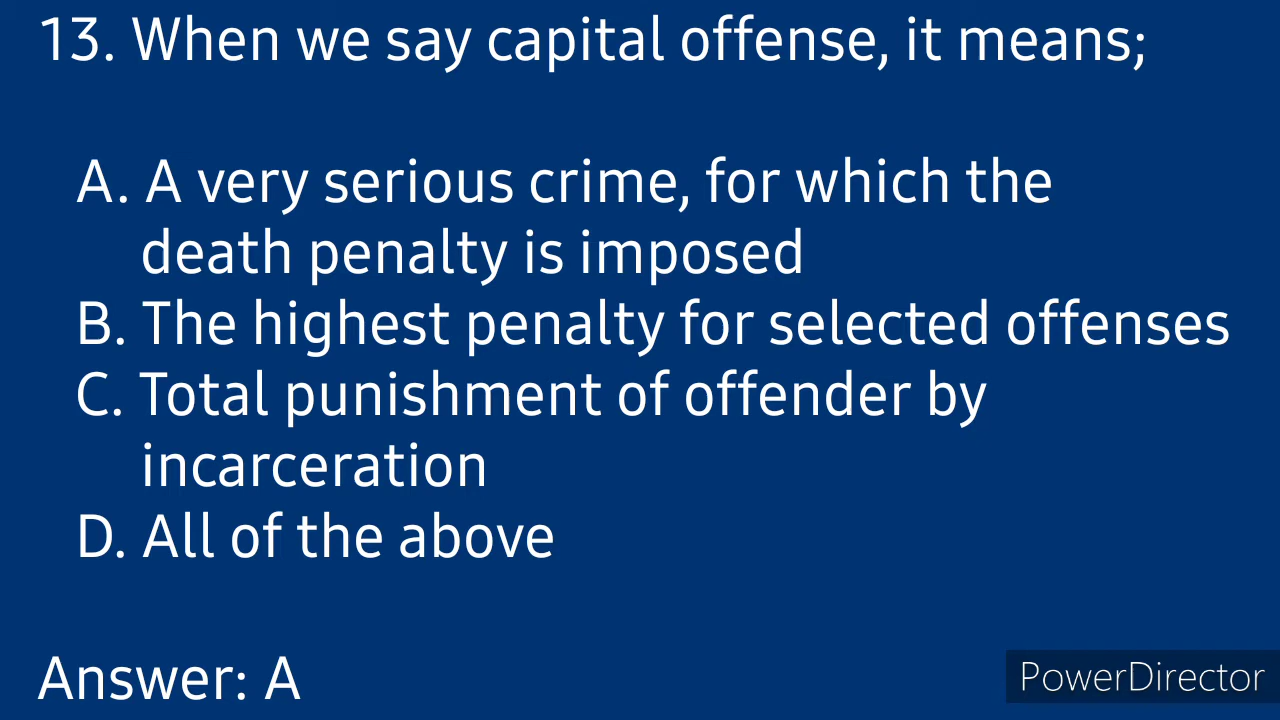 13. When we say capital offense, it means;
A. A very serious crime, for which the
death penalty is imposed
B. The highest penalty for selected offenses
C. Total punishment of offender by
incarceration
D. All of the above
Answer: A
PowerDirector